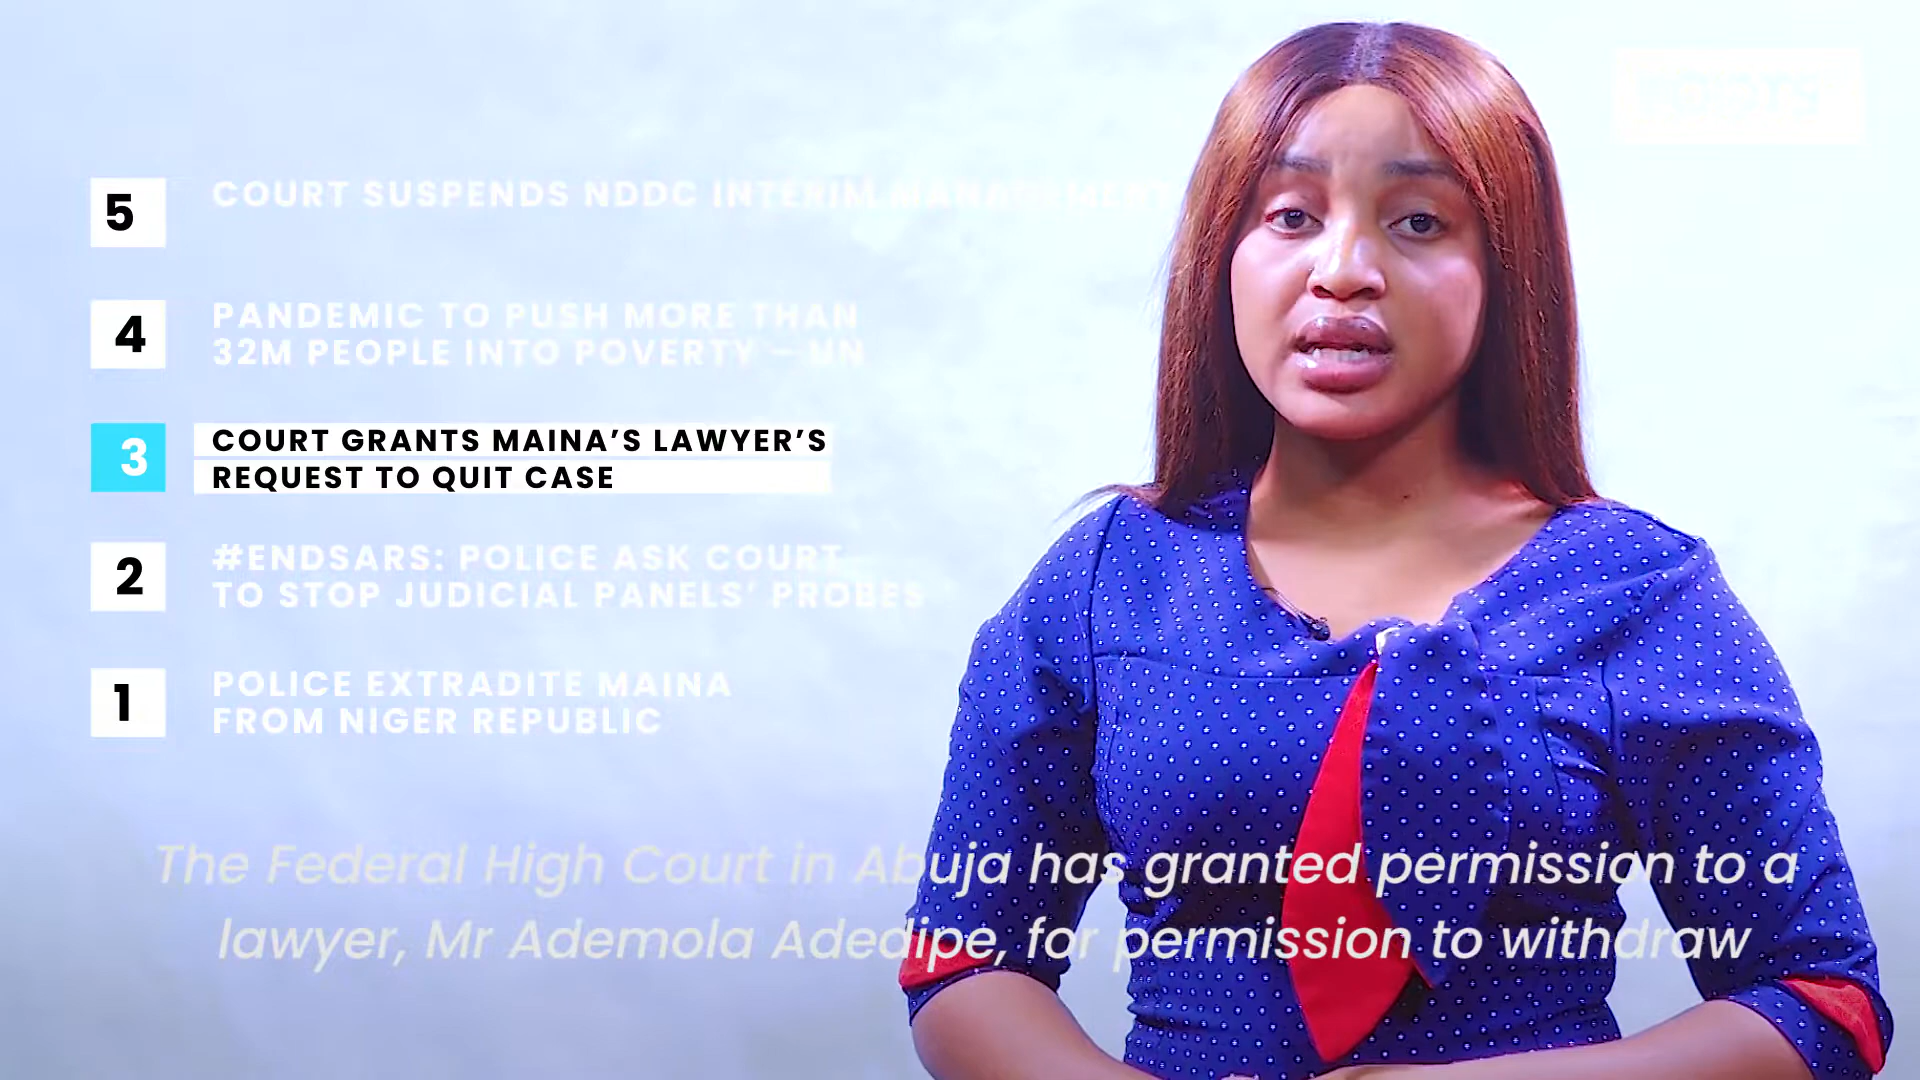 5
COURT SUSPENDS NDDC INTERIM MANAGEMENT
4
PANDEMIC TO PUSH MORE THAN
32M PEOPLE INTO POVERTY – UN
3
COURT GRANTS MAINA’S LAWYER’S
REQUEST TO QUIT CASE
2
#ENDSARS: POLICE ASK COURT
TO STOP JUDICIAL PANELS’ PROBES
1
POLICE EXTRADITE MAINA
FROM NIGER REPUBLIC
The Federal High Court in Abuja has granted permission to a
lawyer, Mr Ademola Adedipe, for permission to withdraw